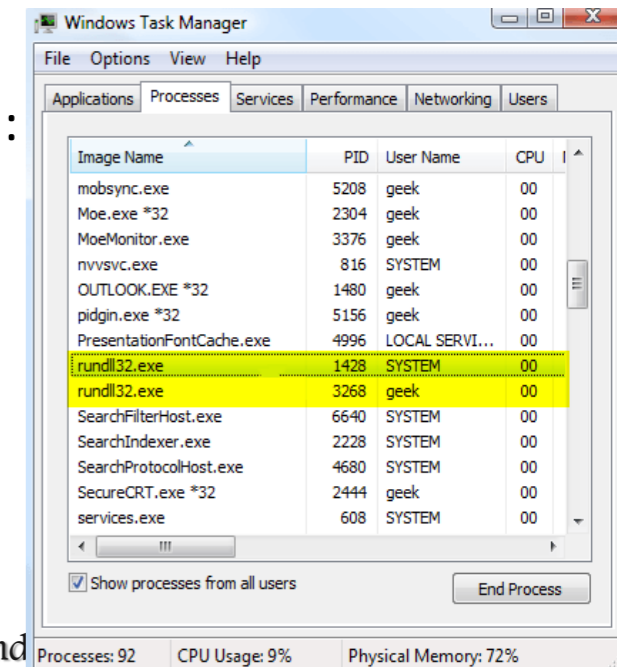 Windows Task Manager
File Options View Help
Applications Processes Services Performance Networking Users
:
Image Name PID User Name CPU
mobsync.exe 5208 geek 00
Moe.exe *32 2304 geek 00
MoeMonitor.exe 3376 geek 00
nvvsvc.exe 816 SYSTEM 00
OUTLOOK.EXE *32 1480 geek 00
pidgin.exe *32 5156 geek 00
PresentationFontCache.exe 4996 LOCAL SERVI... 00
rundll32.exe 1428 SYSTEM 00
rundll32.exe 3268 geek 00
SearchFilterHost.exe 6640 SYSTEM 00
SearchIndexer.exe 2228 SYSTEM 00
SearchProtocolHost.exe 4680 SYSTEM 00
SecureCRT.exe *32 2444 geek 00
services.exe 608 SYSTEM 00
Show processes from all users End Process
Processes: 92 CPU Usage: 9% Physical Memory: 72%